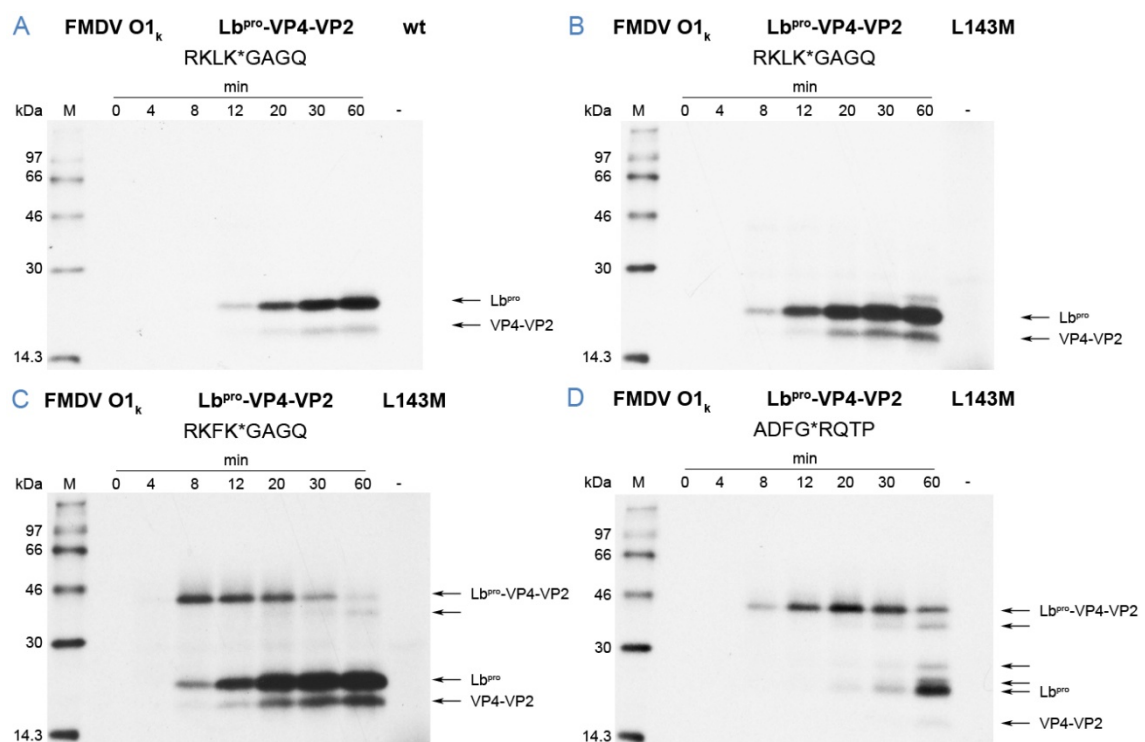 A FMDV O1k Lbpro-VP4-VP2 wt
RKLK*GAGQ
min
kDa M 0 4 8 12 20 30 60 -
97
66
46
30
Lbpro
VP4-VP2
14.3
B FMDV O1k Lbpro-VP4-VP2 L143M
RKLK*GAGQ
min
kDa M 0 4 8 12 20 30 60 -
97
66
46
30
Lbpro
VP4-VP2
14.3
C FMDV O1k Lbpro-VP4-VP2 L143M
RKFK*GAGQ
min
kDa M 0 4 8 12 20 30 60 -
97
66
46
Lbpro-VP4-VP2
30
Lbpro
VP4-VP2
14.3
D FMDV O1k Lbpro-VP4-VP2 L143M
ADFG*RQTP
min
kDa M 0 4 8 12 20 30 60 -
97
66
46
Lbpro-VP4-VP2
30
Lbpro
VP4-VP2
14.3